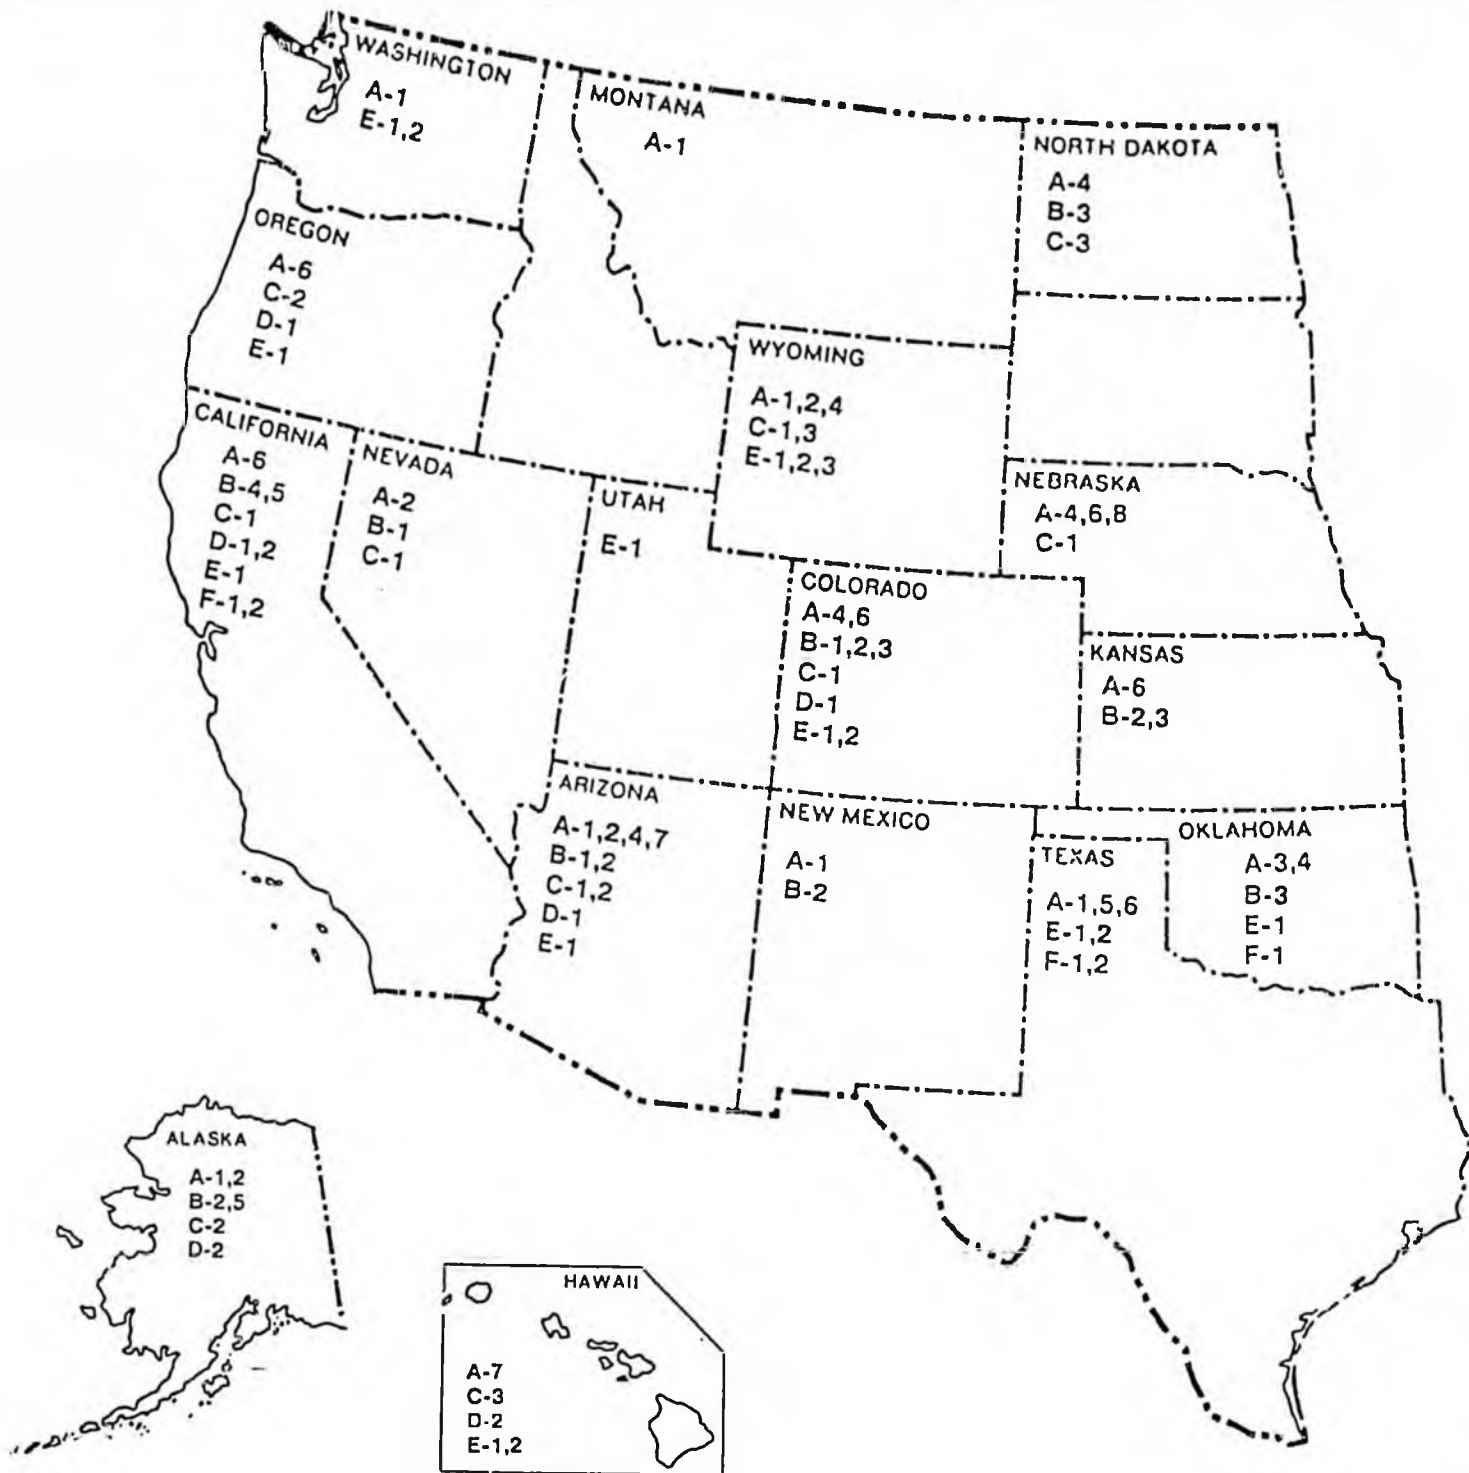 WASHINGTON
A-1
E-1,2
MONTANA
A-1
NORTH DAKOTA
A-4
B-3
C-3
OREGON
A-6
C-2
D-1
E-1
WYOMING
A-1,2,4
C-1,3
E-1,2,3
CALIFORNIA
A-6
B-4,5
C-1
D-1,2
E-1
F-1,2
NEVADA
A-2
B-1
C-1
UTAH
E-1
NEBRASKA
A-4,6,8
C-1
COLORADO
A-4,6
B-1,2,3
C-1
D-1
E-1,2
KANSAS
A-6
B-2,3
ARIZONA
A-1,2,4,7
B-1,2
C-1,2
D-1
E-1
NEW MEXICO
A-1
B-2
TEXAS
A-1,5,6
E-1,2
F-1,2
OKLAHOMA
A-3,4
B-3
E-1
F-1
ALASKA
A-1,2
B-2,5
C-2
D-2
HAWAII
A-7
C-3
D-2
E-1,2